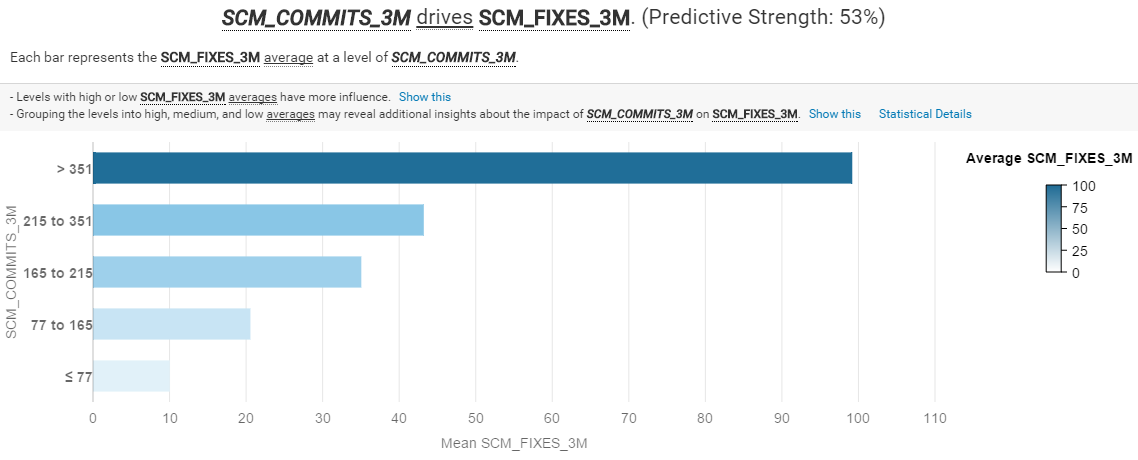 SCM_COMMITS_3M drives SCM_FIXES_3M. (Predictive Strength: 53%)
Each bar represents the SCM_FIXES_3M average at a level of SCM_COMMITS_3M.
- Levels with high or low SCM_FIXES_3M averages have more influence. Show this
- Grouping the levels into high, medium, and low averages may reveal additional insights about the impact of SCM_COMMITS_3M on SCM_FIXES_3M. Show this Statistical Details
Average SCM_FIXES_3M
100
75
50
25
0
SCM_COMMITS_3M
> 351
215 to 351
165 to 215
77 to 165
≤ 77
0 10 20 30 40 50 60 70 80 90 100 110
Mean SCM_FIXES_3M